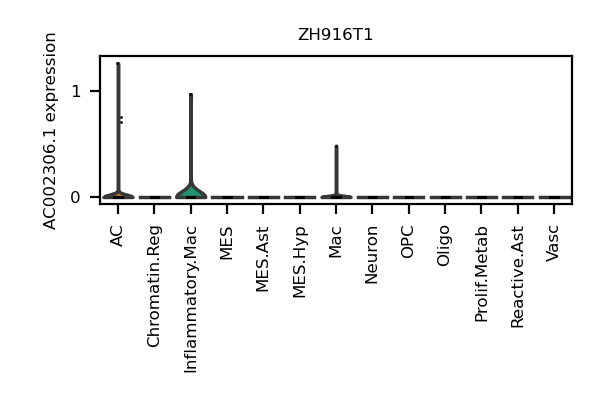 ZH916T1
AC002306.1 expression
1
0
AC
Chromatin.Reg
Inflammatory.Mac
MES
MES.Ast
MES.Hyp
Mac
Neuron
OPC
Oligo
Prolif.Metab
Reactive.Ast
Vasc